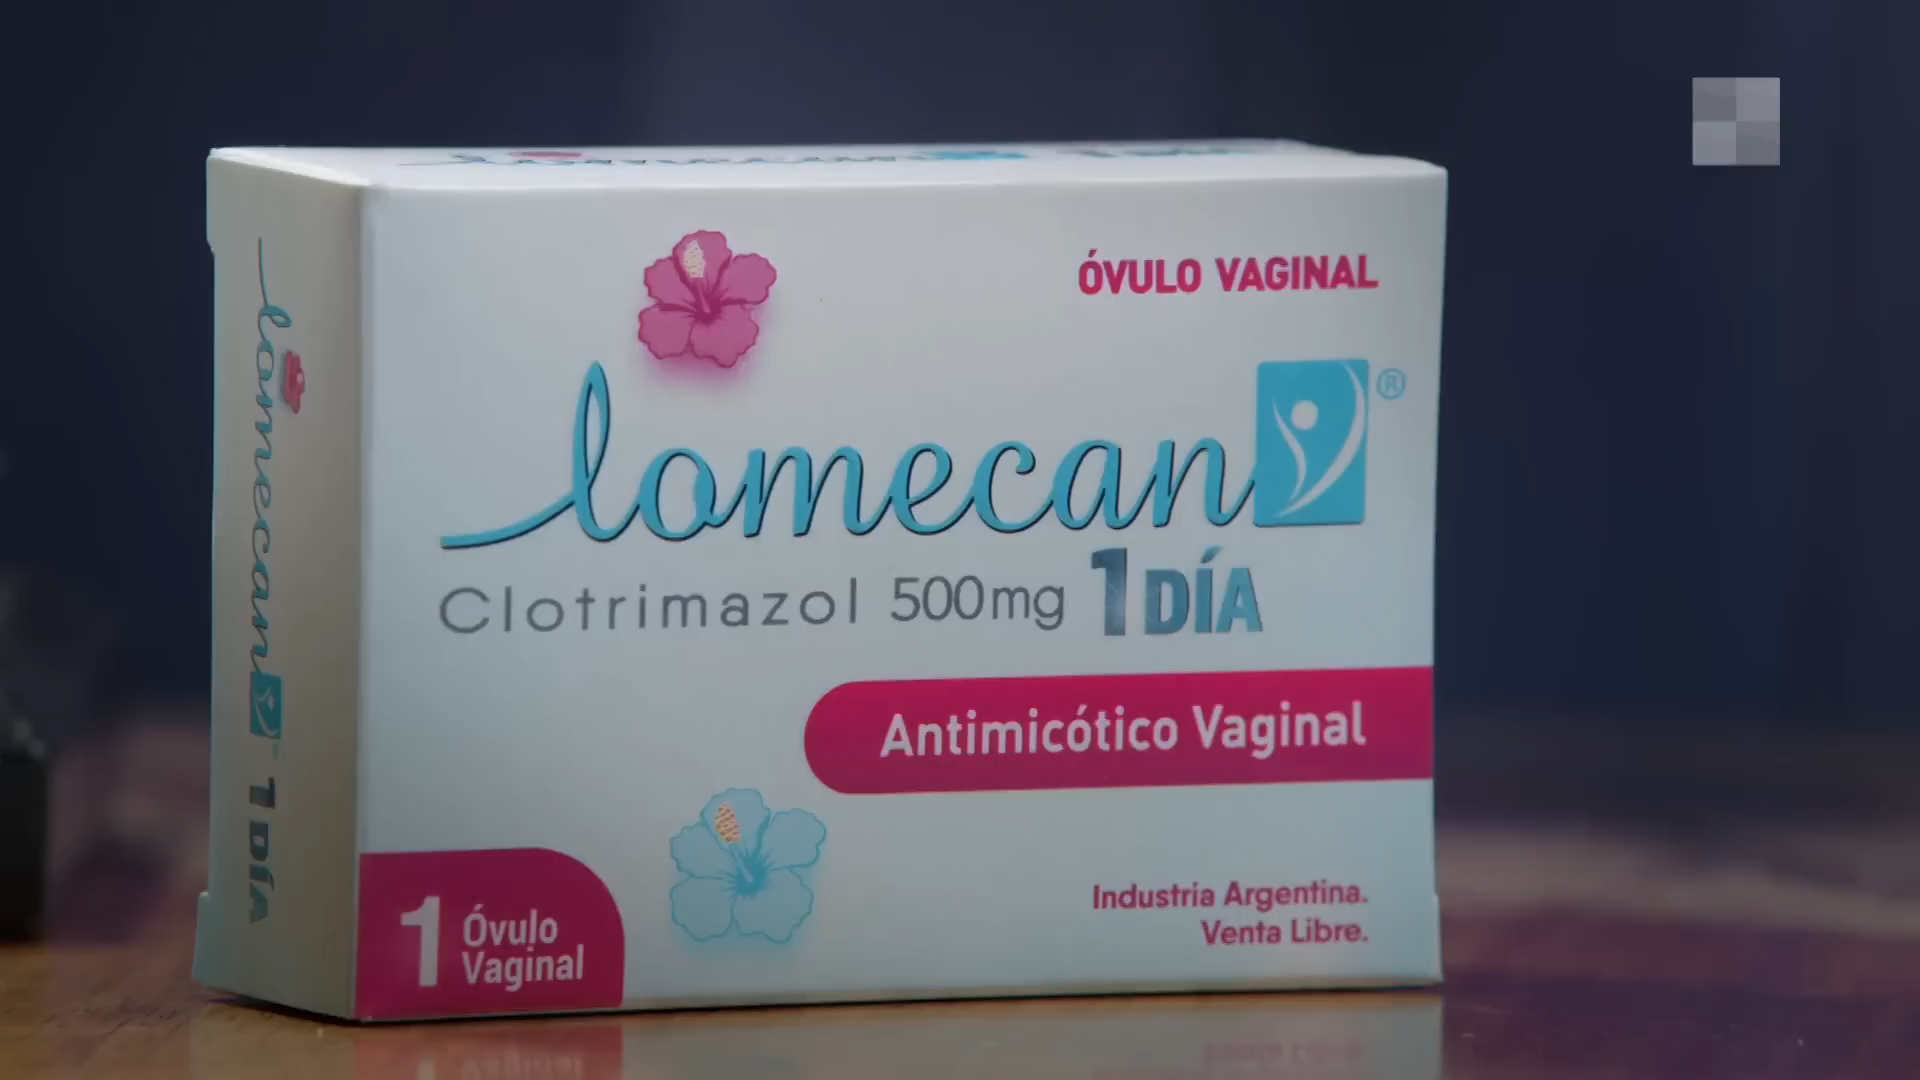 ÓVULO VAGINAL
lomecan ®
Clotrimazol 500mg 1 DÍA
Antimicótico Vaginal
1 Óvulo
Vaginal
Industria Argentina.
Venta Libre.
lomecan 1 DÍA